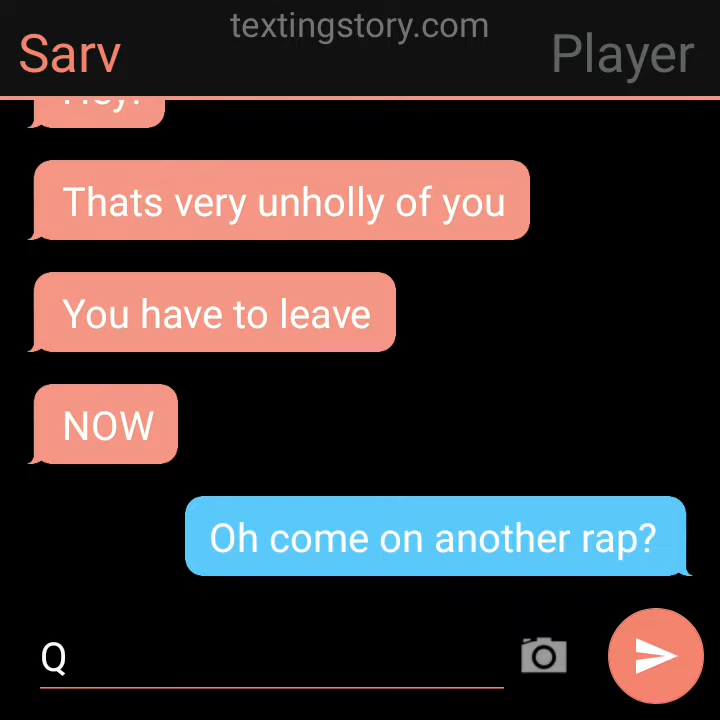 textingstory.com
Sarv
Player
Thats very unholly of you
You have to leave
NOW
Oh come on another rap?
Q